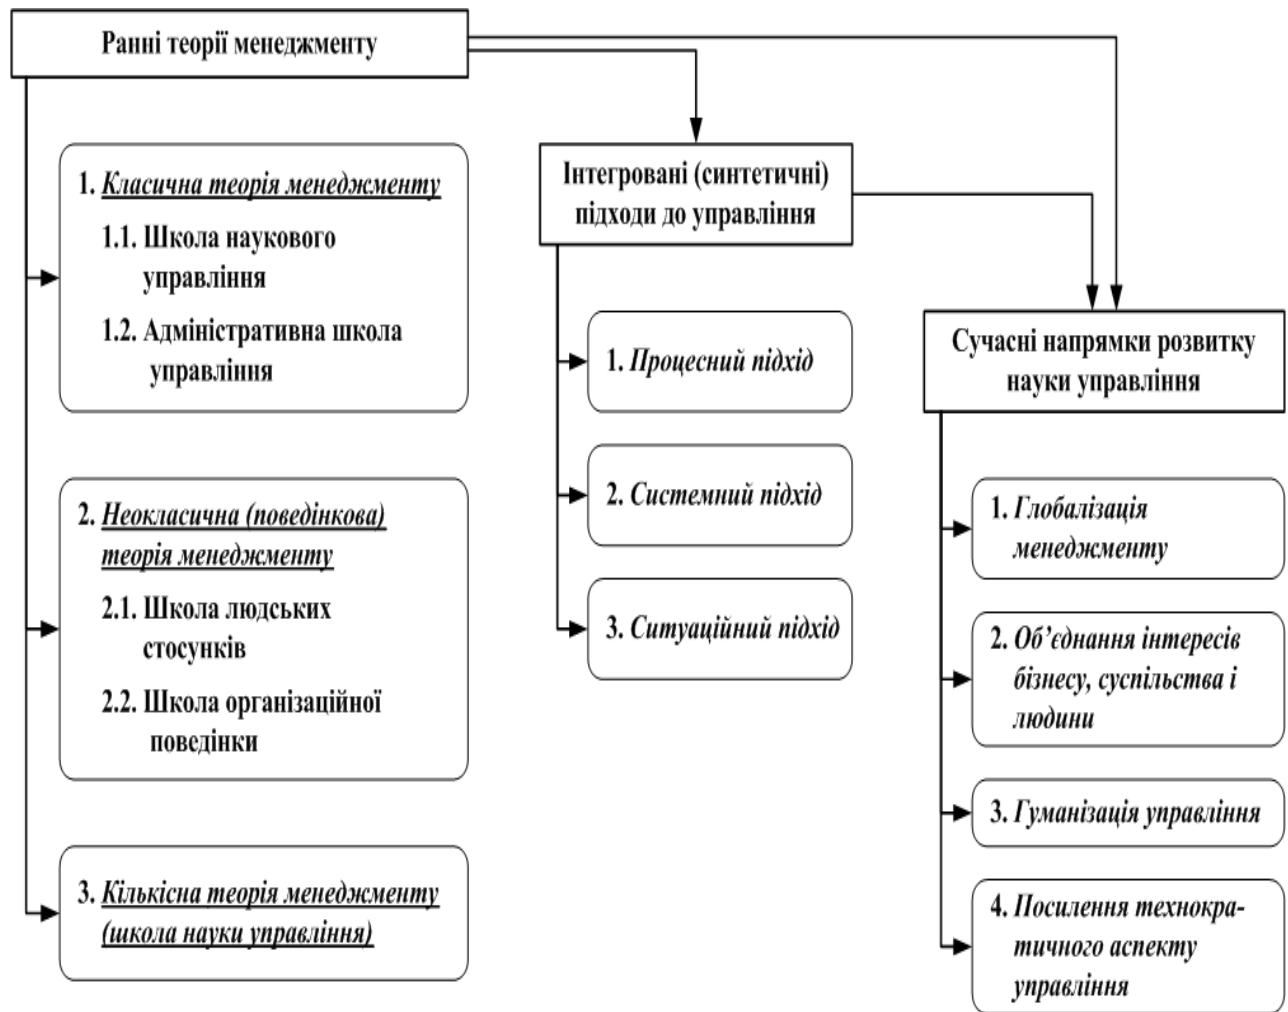 Ранні теорії менеджменту
1. Класична теорія менеджменту
1.1. Школа наукового
управління
1.2. Адміністративна школа
управління
2. Неокласична (поведінкова)
теорія менеджменту
2.1. Школа людських
стосунків
2.2. Школа організаційної
поведінки
3. Кількісна теорія менеджменту
(школа науки управління)
Інтегровані (синтетичні)
підходи до управління
1. Процесний підхід
2. Системний підхід
3. Ситуаційний підхід
Сучасні напрямки розвитку
науки управління
1. Глобалізація
менеджменту
2. Об’єднання інтересів
бізнесу, суспільства і
людини
3. Гуманізація управління
4. Посилення технокра-
тичного аспекту
управління